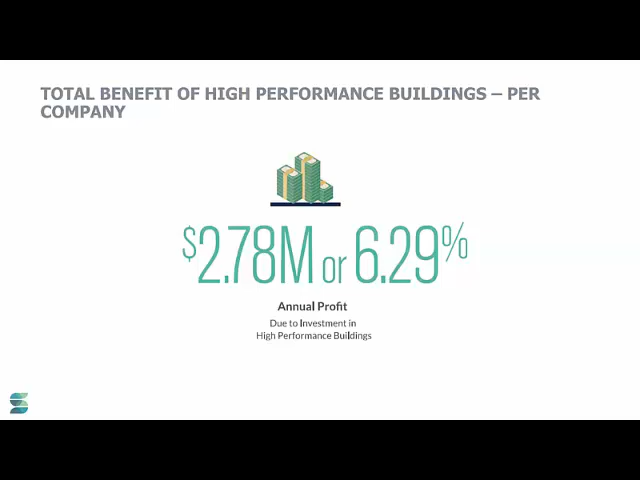 TOTAL BENEFIT OF HIGH PERFORMANCE BUILDINGS – PER
COMPANY
$2.78M or 6.29%
Annual Profit
Due to Investment in
High Performance Buildings